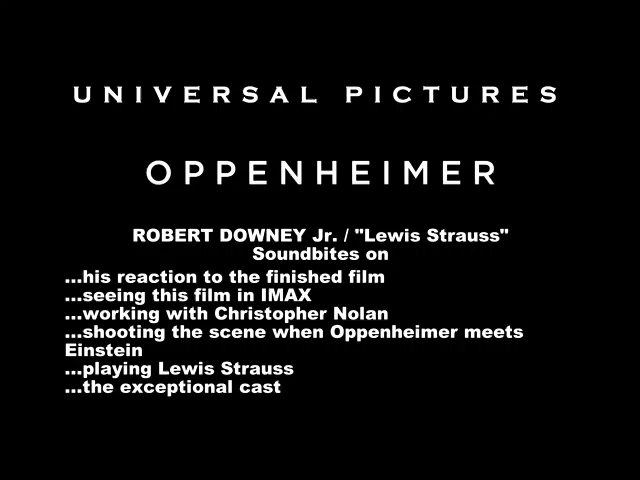 UNIVERSAL PICTURES
OPPENHEIMER
ROBERT DOWNEY Jr. / "Lewis Strauss"
Soundbites on
...his reaction to the finished film
...seeing this film in IMAX
...working with Christopher Nolan
...shooting the scene when Oppenheimer meets
Einstein
...playing Lewis Strauss
...the exceptional cast